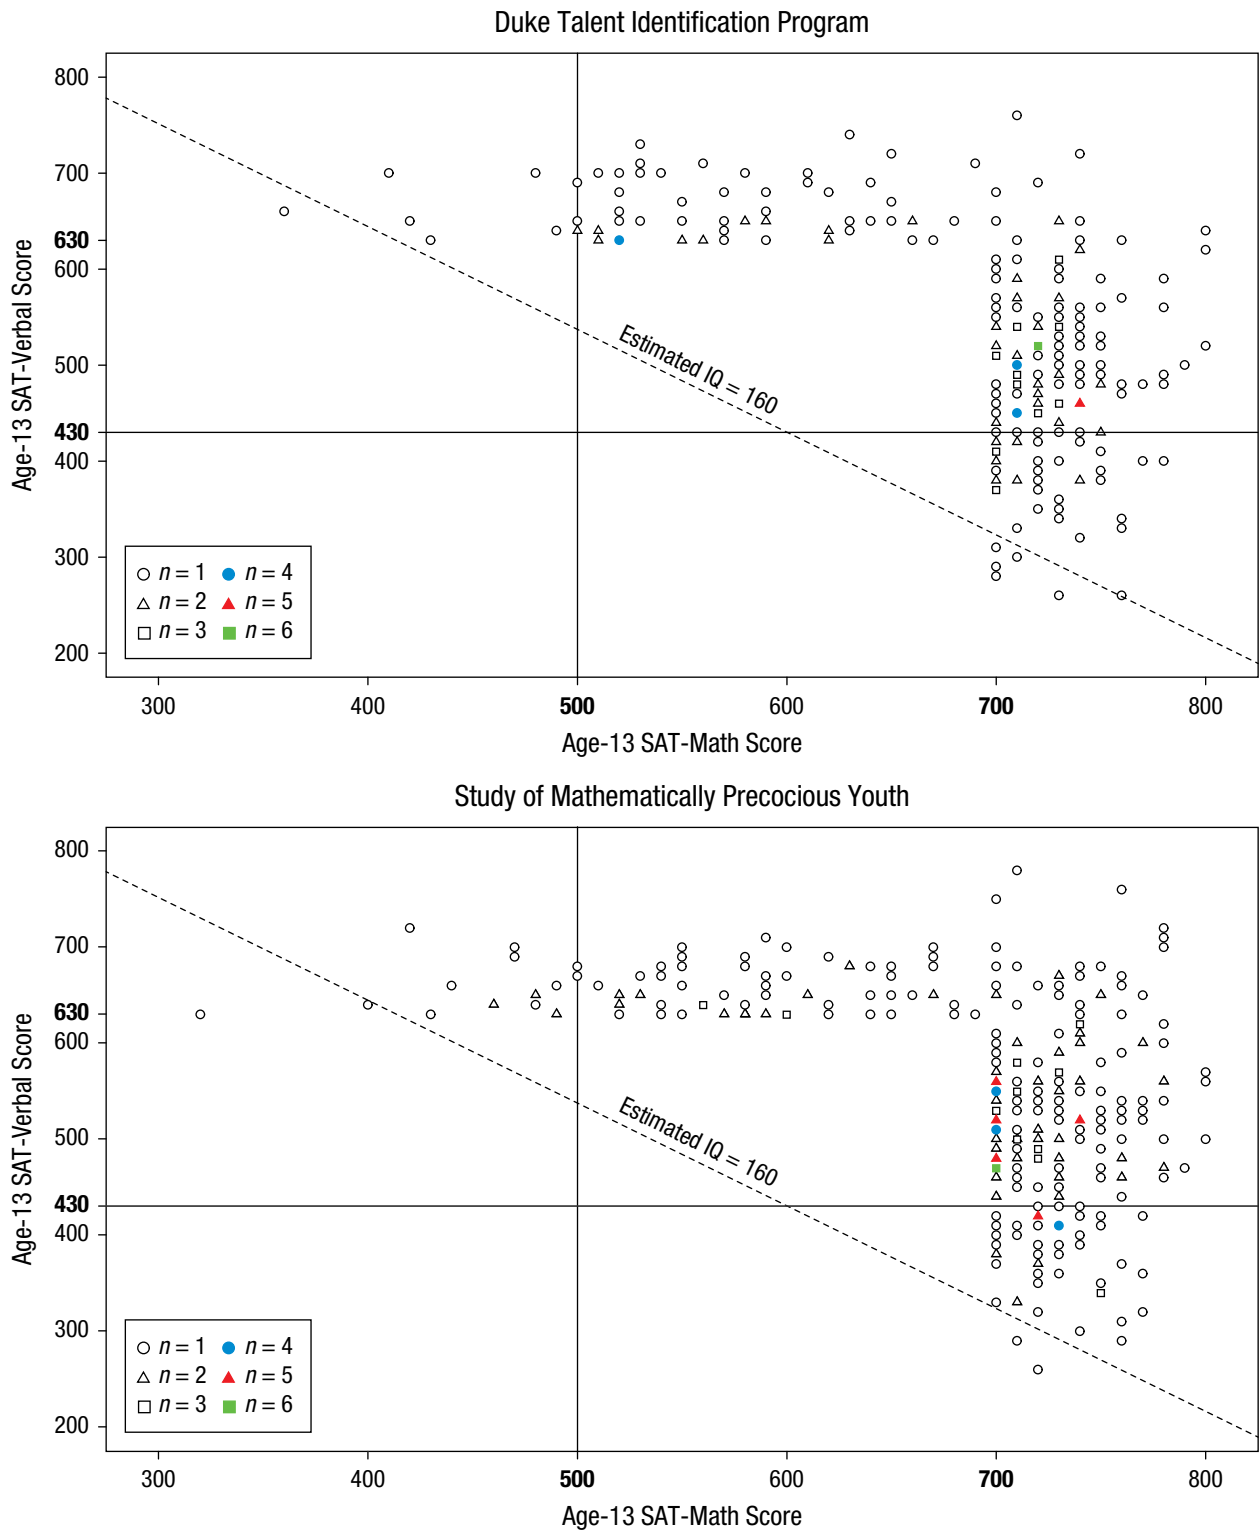 Duke Talent Identification Program
800
700
630
600
500
430
400
300
200
Age-13 SAT-Verbal Score
Estimated IQ = 160
n = 1 n = 4
n = 2 n = 5
n = 3 n = 6
300 400 500 600 700 800
Age-13 SAT-Math Score
Study of Mathematically Precocious Youth
800
700
630
600
500
430
400
300
200
Age-13 SAT-Verbal Score
Estimated IQ = 160
n = 1 n = 4
n = 2 n = 5
n = 3 n = 6
300 400 500 600 700 800
Age-13 SAT-Math Score